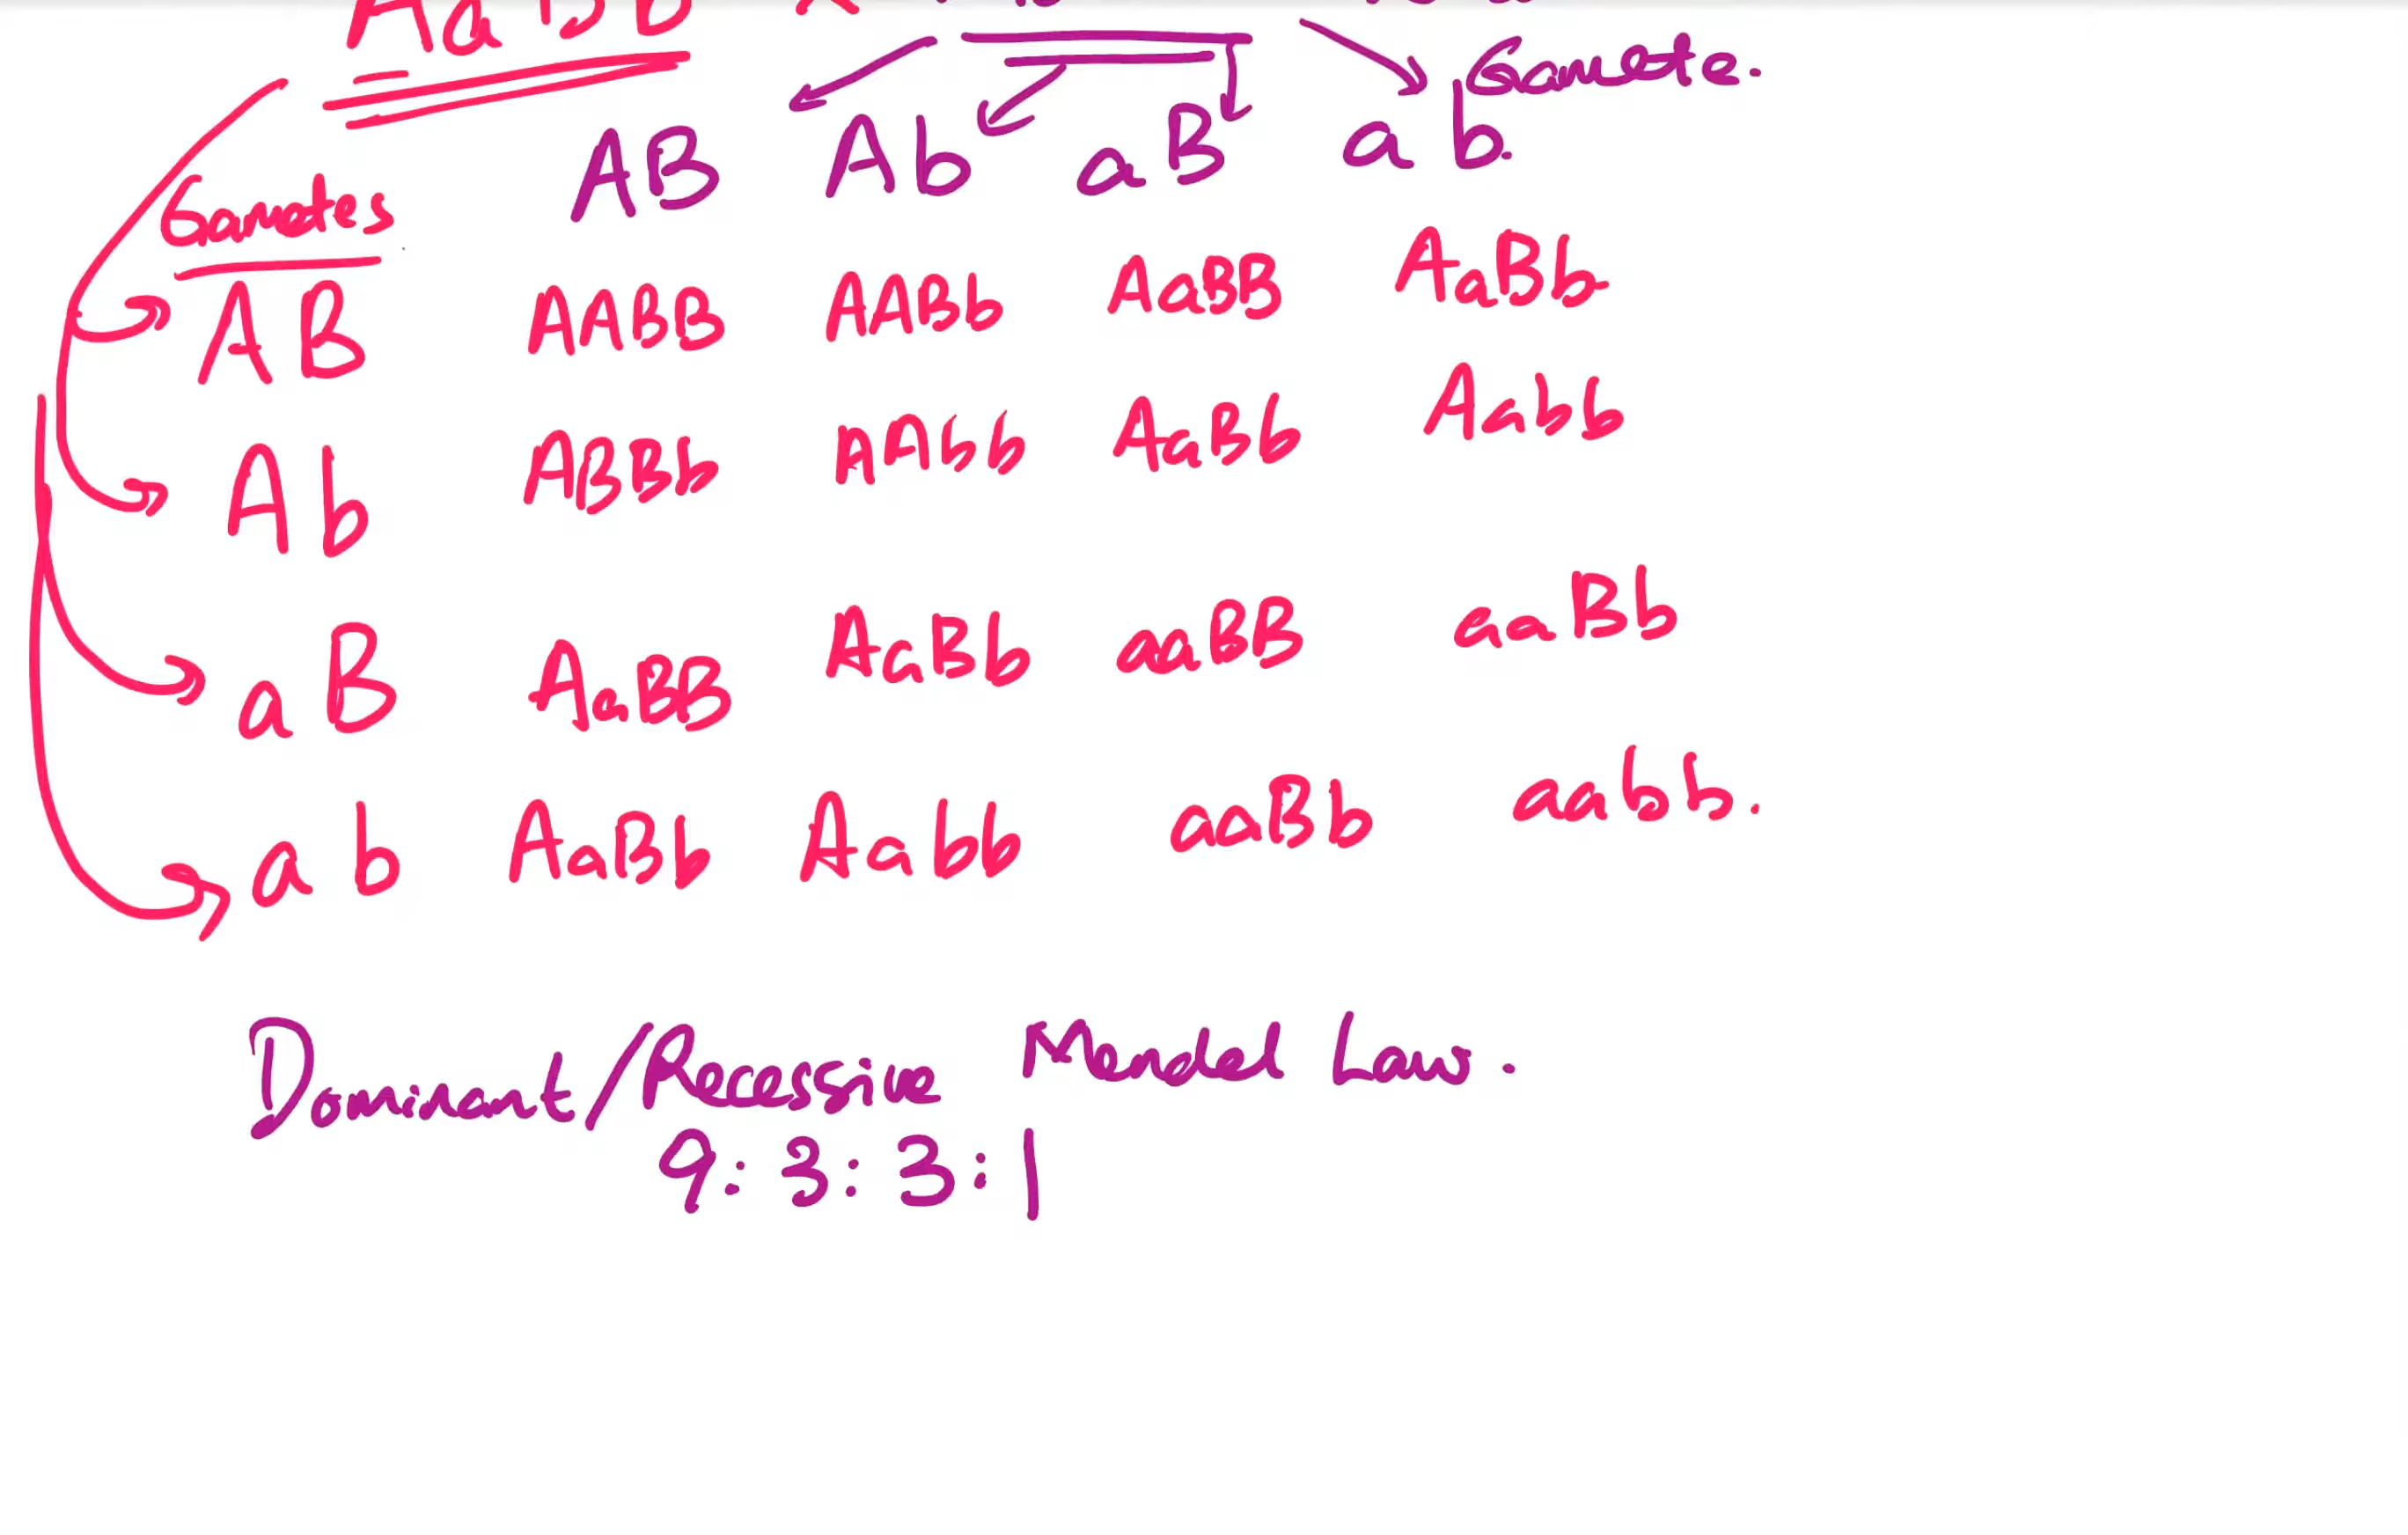 AaBB x
Gamete.
AB Ab aB ab.
Gametes
AB AABB AABb AaBB AaBb
Ab ABBb AAbb AaBb Aabb
aB AaBB AaBb aaBB aaBb
ab AaBb Aabb aaBb aabb.
Dominant/Recessive Mendel Law.
9:3:3:1